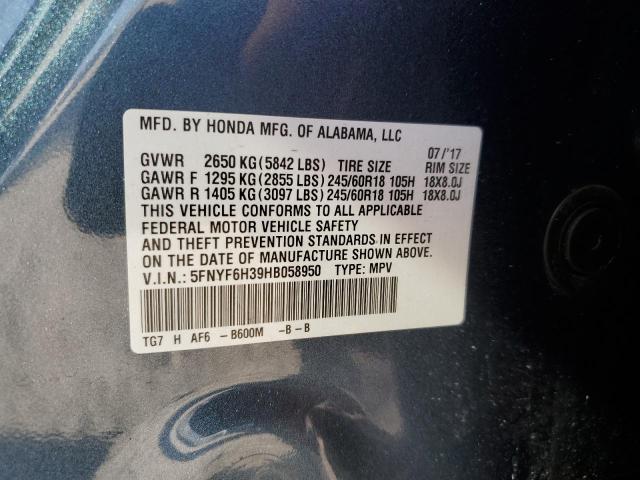 MFD. BY HONDA MFG. OF ALABAMA, LLC
07/'17
GVWR 2650 KG(5842 LBS) TIRE SIZE RIM SIZE
GAWR F 1295 KG(2855 LBS)245/60R18 105H 18X8.0J
GAWR R 1405 KG(3097 LBS)245/60R18 105H 18X8.0J
THIS VEHICLE CONFORMS TO ALL APPLICABLE
FEDERAL MOTOR VEHICLE SAFETY
AND THEFT PREVENTION STANDARDS IN EFFECT
ON THE DATE OF MANUFACTURE SHOWN ABOVE.
V.I.N.: 5FNYF6H39HB058950 TYPE: MPV
TG7 H AF6 -B600M -B-B